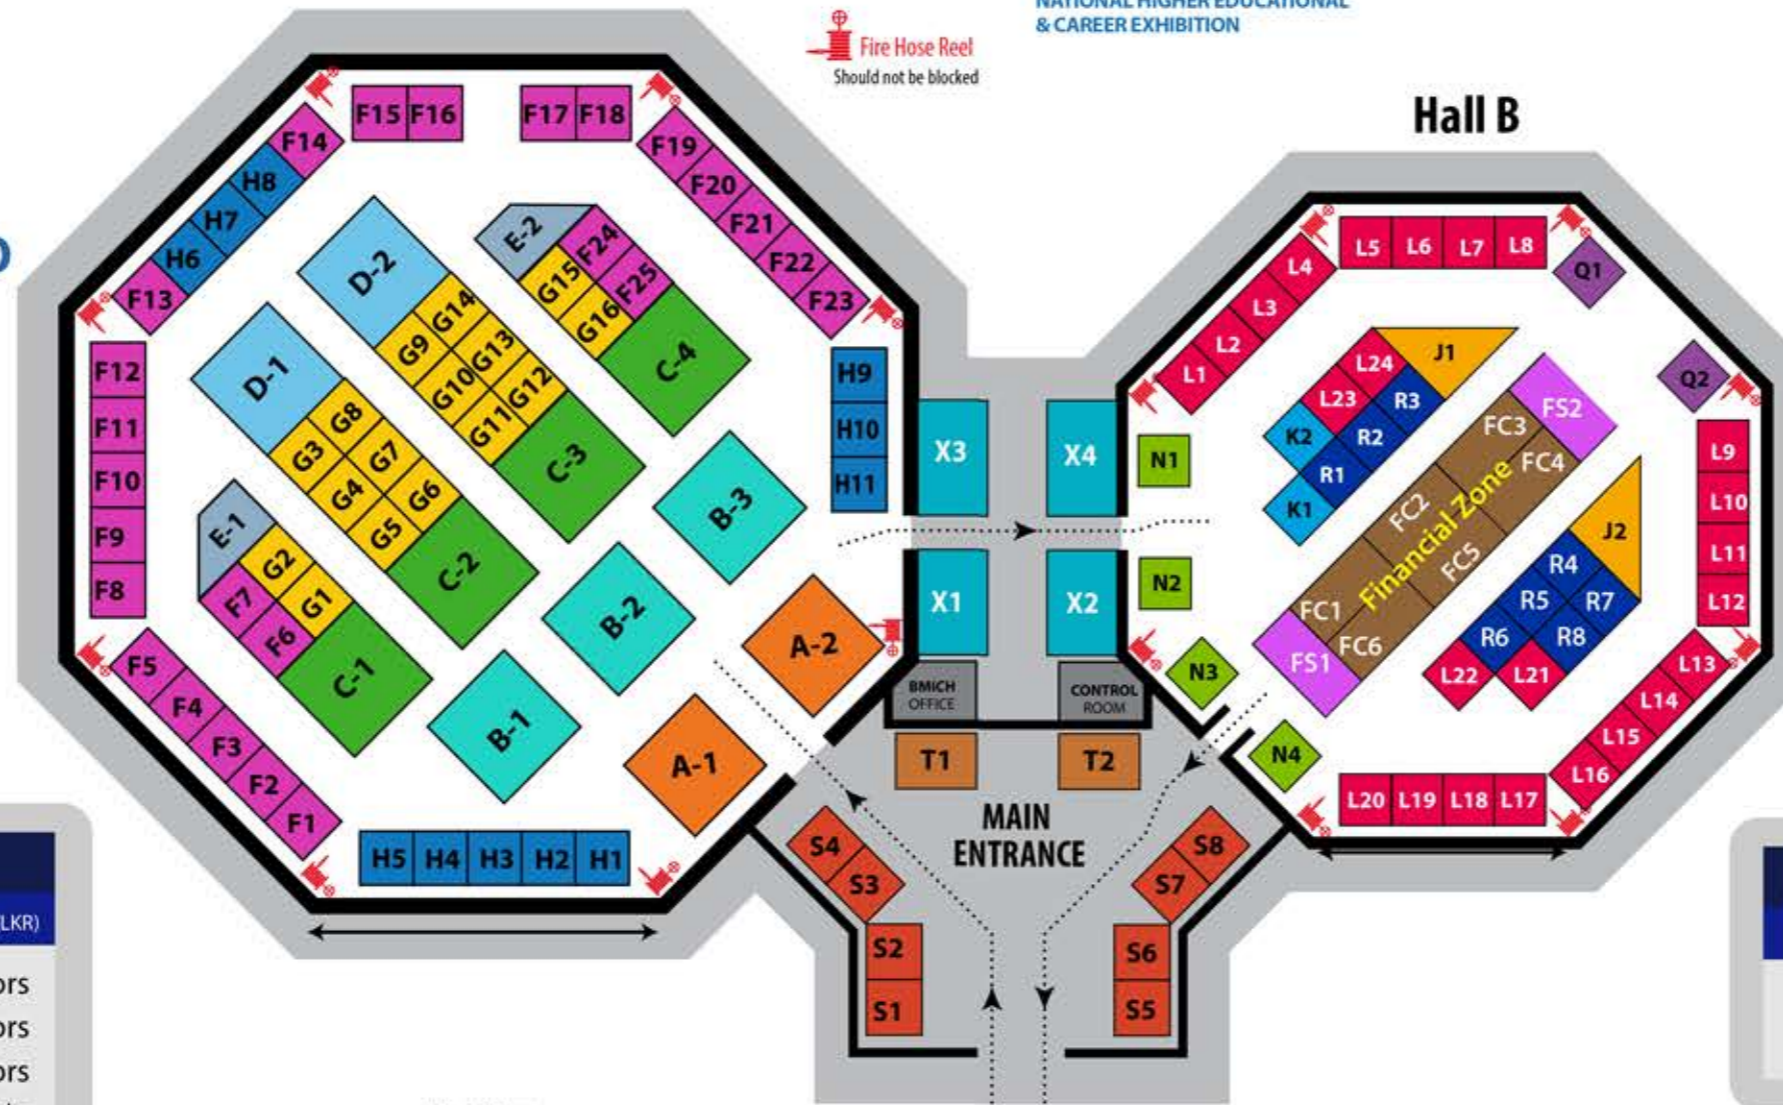 NATIONAL HIGHER EDUCATIONAL
& CAREER EXHIBITION
Fire Hose Reel
Should not be blocked
Hall B
F15 F16 F17 F18
F14
H8
H7
H6
F13
F19
F20
F21
F22
F23
F12
F11
F10
F9
F8
F5
F4
F3
F2
F1
H5 H4 H3 H2 H1
H9
H10
H11
E-2
F24
F25
G15
G16
C-4
D-2
G14
G9
G13
G10
G12
G11
C-3
D-1
G8
G3
G7
G4
G6
G5
C-2
E-1
G2
G1
F7
F6
C-1
B-3
B-2
B-1
A-2
A-1
X3
X4
X1
X2
BMICH
OFFICE
CONTROL
ROOM
T1
T2
MAIN
ENTRANCE
S4
S3
S2
S1
S8
S7
S6
S5
L5 L6 L7 L8
L4
L3
L2
L1
Q1
Q2
N1
N2
N3
N4
J1
L24
L23
R3
K2
R2
R1
K1
FS2
FC3
FC4
FC2
Financial Zone
FC5
FC1
FC6
FS1
J2
R4
R5
R7
R6
R8
L22
L21
L9
L10
L11
L12
L13
L14
L15
L16
L20 L19 L18 L17
LKR)
ors
ors
ors